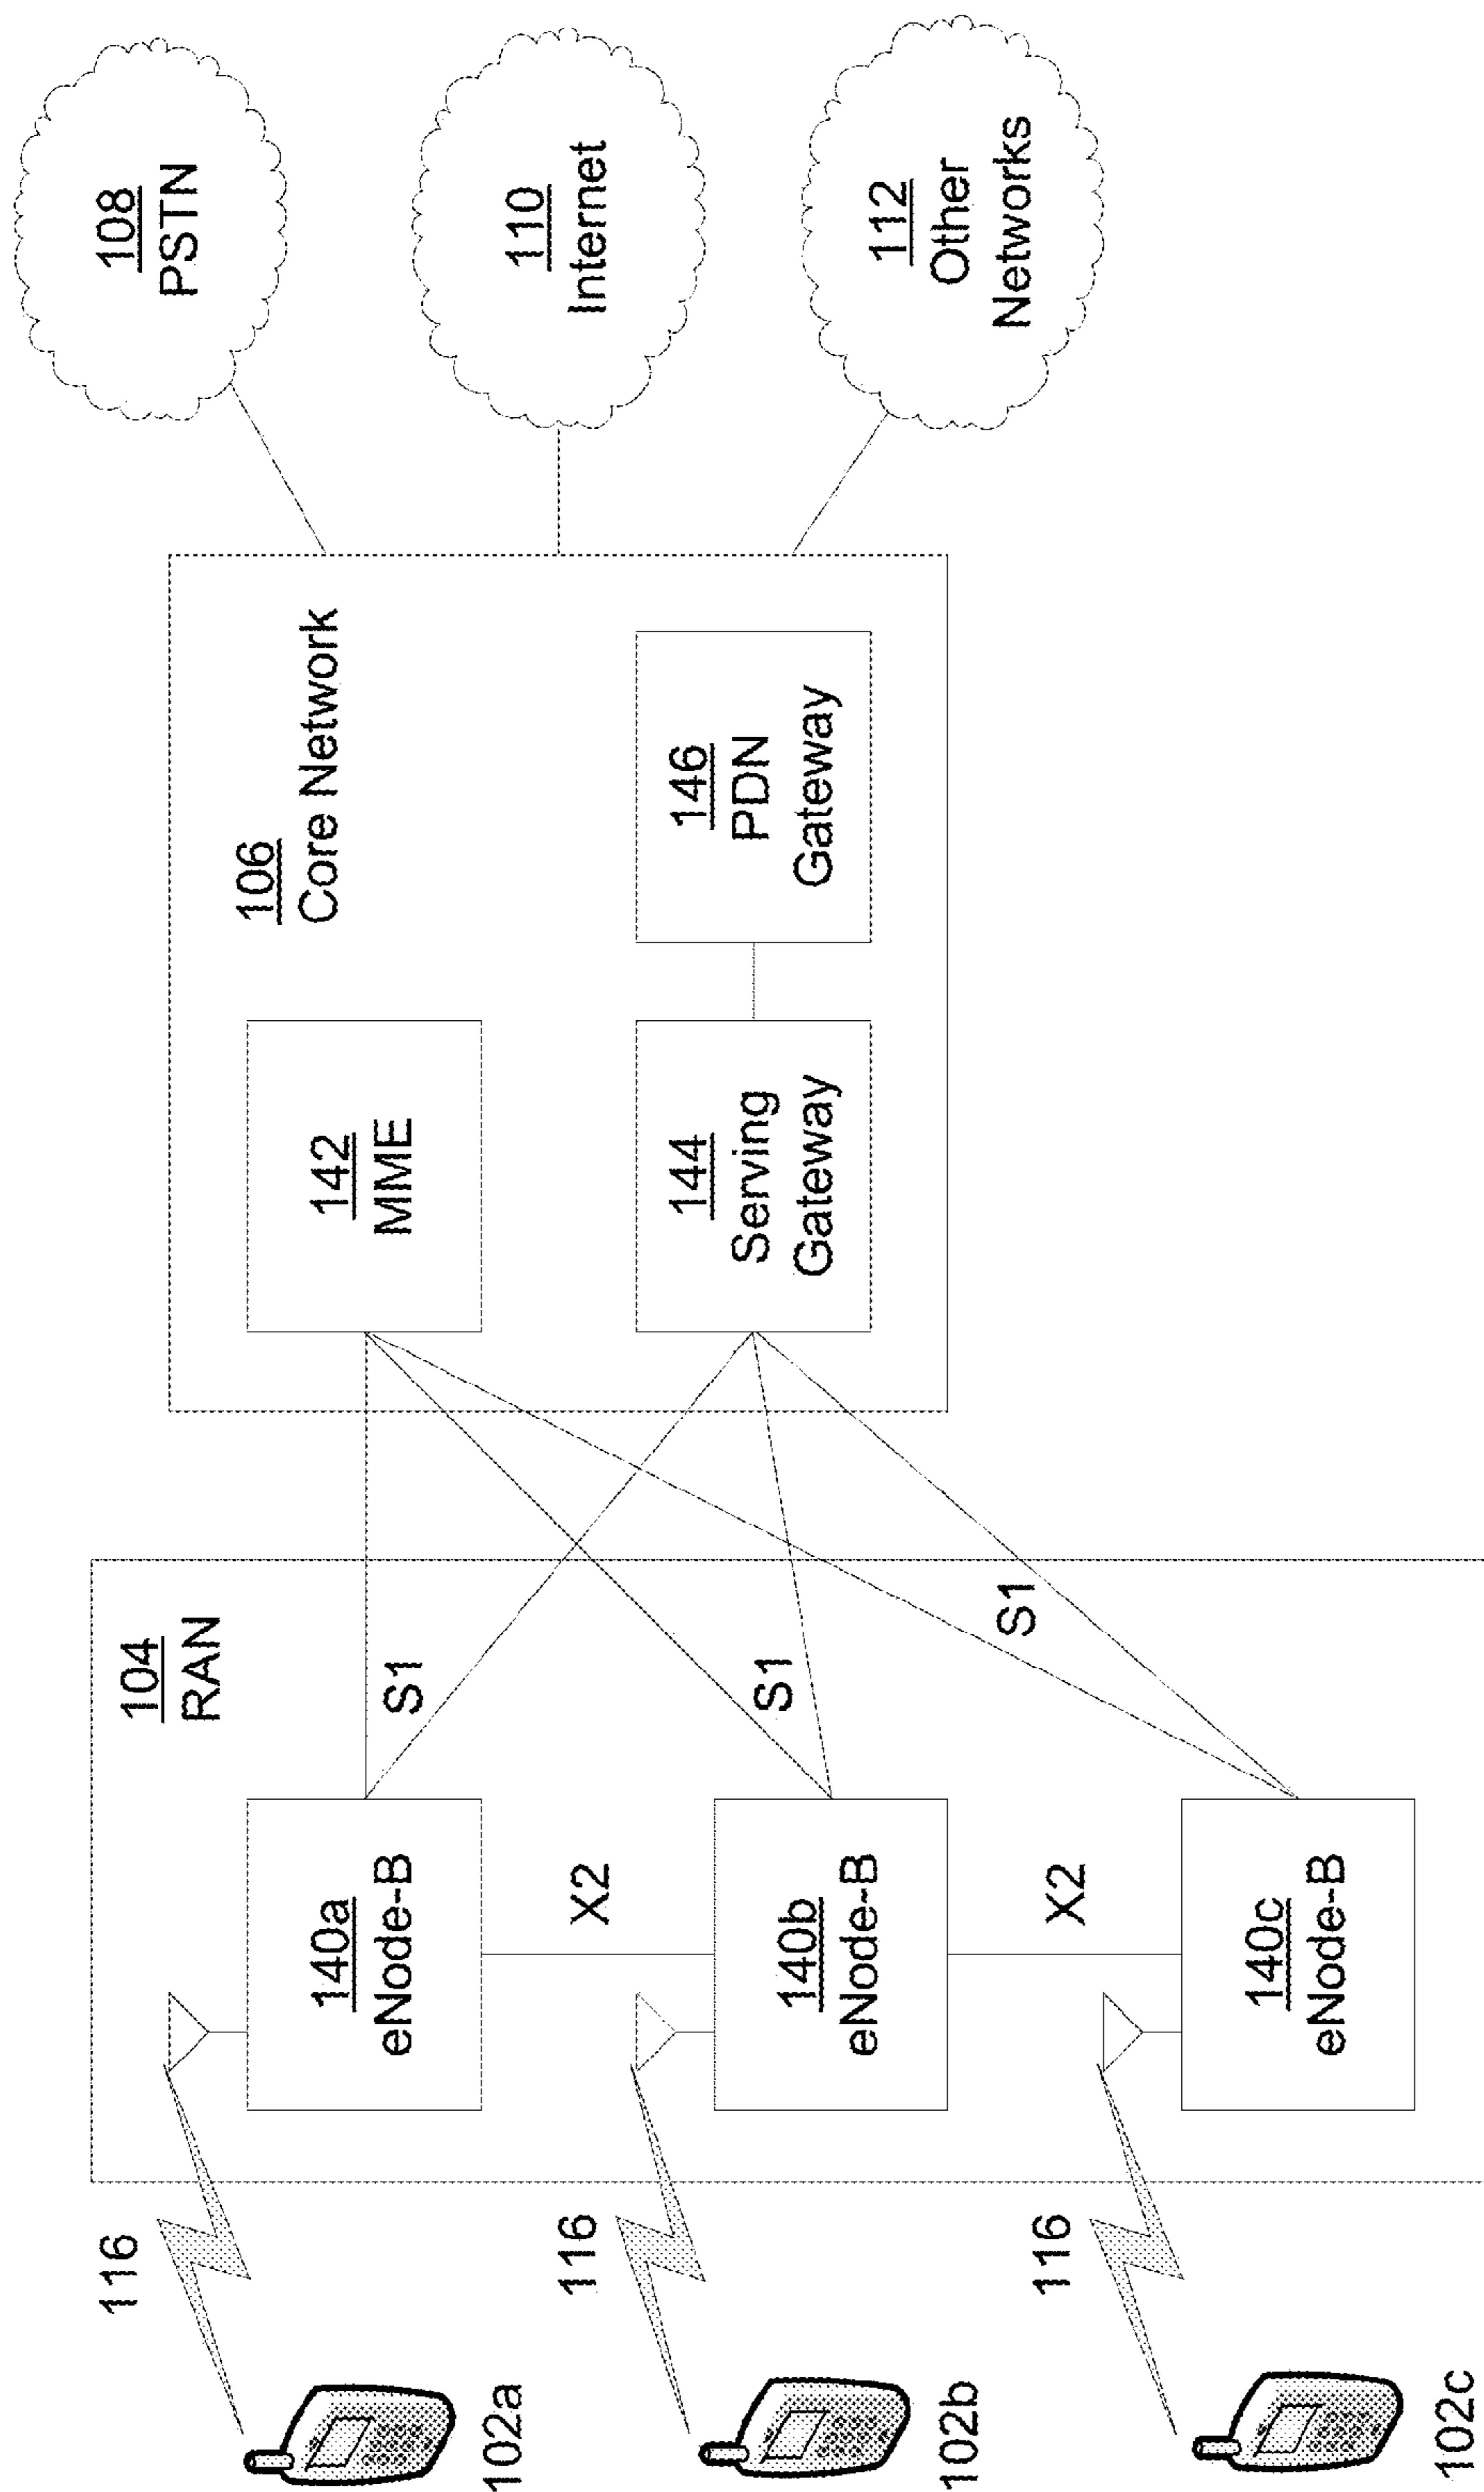 116
102a
116
102b
116
102c
104
RAN
140a
eNode-B
X2
140b
eNode-B
X2
140c
eNode-B
S1
S1
S1
106
Core Network
142
MME
144
Serving
Gateway
146
PDN
Gateway
108
PSTN
110
Internet
112
Other
Networks